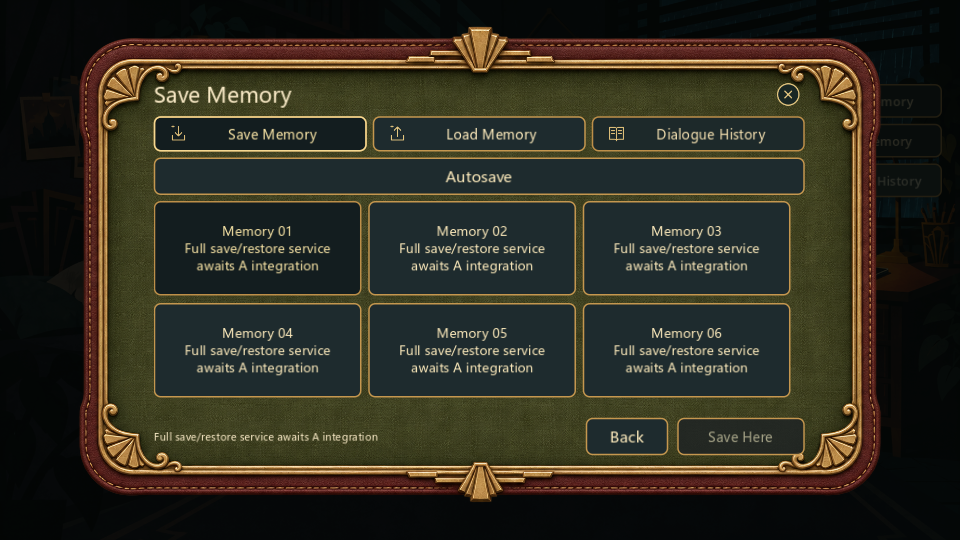 Save Memory
Save Memory
Load Memory
Dialogue History
Autosave
Memory 01
Full save/restore service
awaits A integration
Memory 02
Full save/restore service
awaits A integration
Memory 03
Full save/restore service
awaits A integration
Memory 04
Full save/restore service
awaits A integration
Memory 05
Full save/restore service
awaits A integration
Memory 06
Full save/restore service
awaits A integration
Full save/restore service awaits A integration
Back
Save Here
History